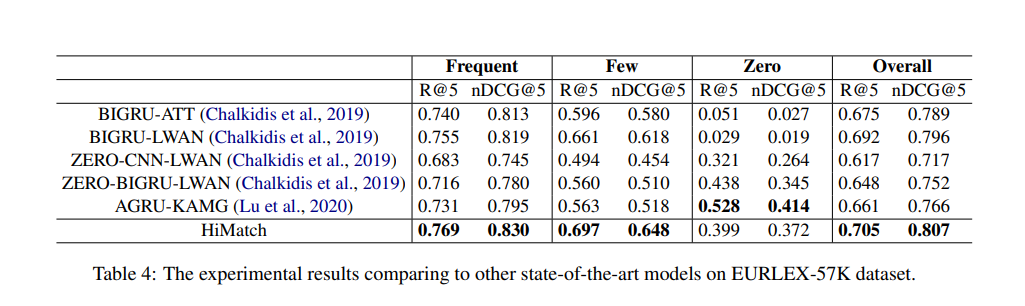 Frequent Few Zero Overall
R@5 nDCG@5 R@5 nDCG@5 R@5 nDCG@5 R@5 nDCG@5
BIGRU-ATT (Chalkidis et al., 2019) 0.740 0.813 0.596 0.580 0.051 0.027 0.675 0.789
BIGRU-LWAN (Chalkidis et al., 2019) 0.755 0.819 0.661 0.618 0.029 0.019 0.692 0.796
ZERO-CNN-LWAN (Chalkidis et al., 2019) 0.683 0.745 0.494 0.454 0.321 0.264 0.617 0.717
ZERO-BIGRU-LWAN (Chalkidis et al., 2019) 0.716 0.780 0.560 0.510 0.438 0.345 0.648 0.752
AGRU-KAMG (Lu et al., 2020) 0.731 0.795 0.563 0.518 0.528 0.414 0.661 0.766
HiMatch 0.769 0.830 0.697 0.648 0.399 0.372 0.705 0.807
Table 4: The experimental results comparing to other state-of-the-art models on EURLEX-57K dataset.